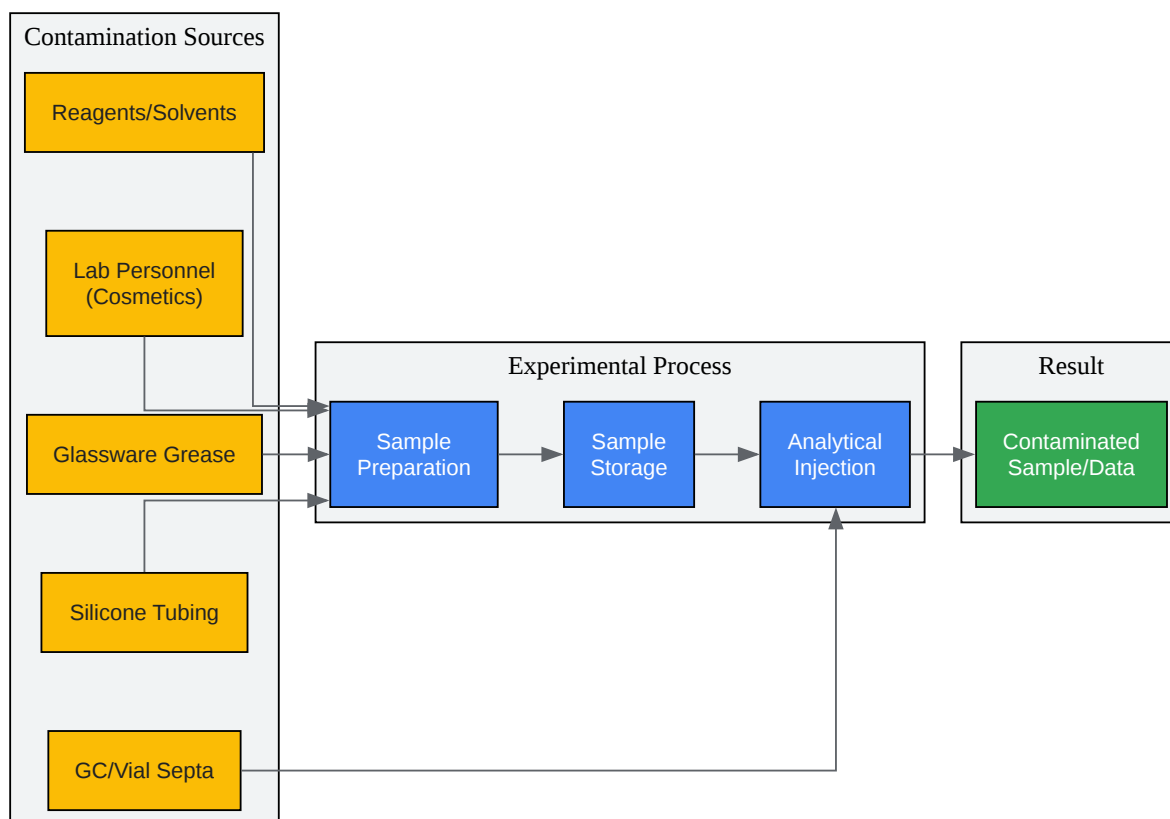 Contamination Sources
Reagents/Solvents
Lab Personnel
(Cosmetics)
Glassware Grease
Silicone Tubing
GC/Vial Septa
Experimental Process
Sample
Preparation
Sample
Storage
Analytical
Injection
Result
Contaminated
Sample/Data